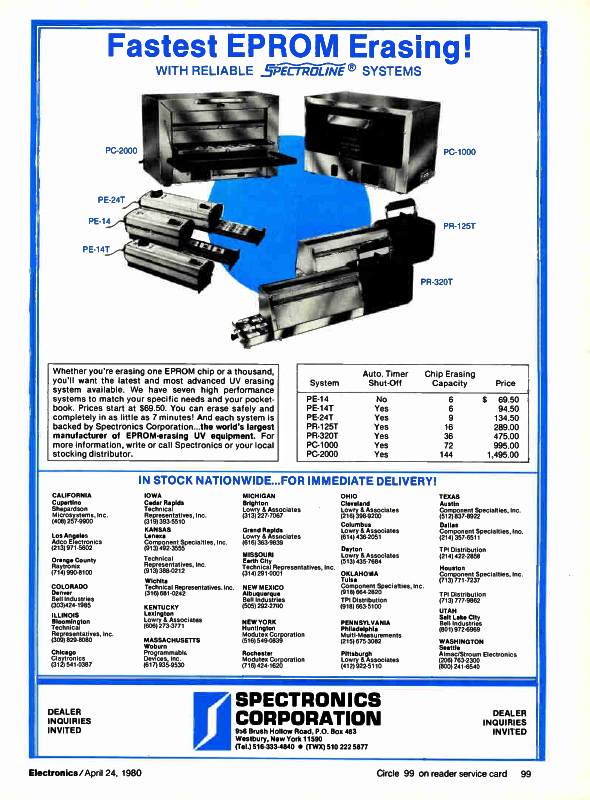 Fastest EPROM Erasing!
WITH RELIABLE SPECTROLINE® SYSTEMS
PC-2000
PC-1000
PE-24T
PE-14
PE-14T
PR-125T
PR-320T
Whether you're erasing one EPROM chip or a thousand,
you'll want the latest and most advanced UV erasing
system available. We have seven high performance
systems to match your specific needs and your pocket-
book. Prices start at $69.50. You can erase safely and
completely in as little as 7 minutes! And each system is
backed by Spectronics Corporation...the world's largest
manufacturer of EPROM-erasing UV equipment. For
more information, write or call Spectronics or your local
stocking distributor.
System Auto. Timer Shut-Off Chip Erasing Capacity Price
PE-14 No 6 $ 69.50
PE-14T Yes 6 94.50
PE-24T Yes 9 134.50
PR-125T Yes 16 289.00
PR-320T Yes 36 475.00
PC-1000 Yes 72 995.00
PC-2000 Yes 144 1,495.00
IN STOCK NATIONWIDE...FOR IMMEDIATE DELIVERY!
CALIFORNIA
Cupertino
Shepardson
Microsystems, Inc.
(408) 257-9900
Los Angeles
Adco Electronics
(213) 971-5602
Orange County
Raytronix
(714) 990-8100
COLORADO
Denver
Bell Industries
(303)424-1985
ILLINOIS
Bloomington
Technical
Representatives, Inc.
(309) 829-8080
Chicago
Claytronics
(312) 541-0387
IOWA
Cedar Rapids
Technical
Representatives, Inc.
(319) 393-5510
KANSAS
Lenexa
Component Specialties, Inc.
(913) 492-3555
Technical
Representatives, Inc.
(913) 388-0212
Wichita
Technical Representatives, Inc.
(316) 681-0242
KENTUCKY
Lexington
Lowry & Associates
(606) 273-3771
MASSACHUSETTS
Woburn
Programmable
Devices, Inc.
(617) 935-9530
MICHIGAN
Brighton
Lowry & Associates
(313) 227-7067
Grand Rapids
Lowry & Associates
(616) 363-9839
MISSOURI
Earth City
Technical Representatives, Inc.
(314) 291-0001
NEW MEXICO
Albuquerque
Bell Industries
(505) 292-2700
NEW YORK
Huntington
Modutex Corporation
(516) 549-0639
Rochester
Modutex Corporation
(716) 424-1620
OHIO
Cleveland
Lowry & Associates
(216) 398-9200
Columbus
Lowry & Associates
(614) 436-2051
Dayton
Lowry & Associates
(513) 435-7684
OKLAHOMA
Tulsa
Component Specialties, Inc.
(918) 664-2820
TPI Distribution
(918) 663-5100
PENNSYLVANIA
Philadelphia
Multi-Measurements
(215) 675-3082
Pittsburgh
Lowry & Associates
(412) 922-5110
TEXAS
Austin
Component Specialties, Inc.
(512) 837-8922
Dallas
Component Specialties, Inc.
(214) 357-6511
TPI Distribution
(214) 422-2858
Houston
Component Specialties, Inc.
(713) 771-7237
TPI Distribution
(713) 777-9862
UTAH
Salt Lake City
Bell Industries
(801) 972-6969
WASHINGTON
Seattle
Almac/Stroum Electronics
(206) 763-2300
(800) 241-6540
DEALER
INQUIRIES
INVITED
SPECTRONICS
CORPORATION
956 Brush Hollow Road, P.O. Box 483
Westbury, New York 11590
(Tel.) 516-333-4840 ● (TWX) 510 222 5877
DEALER
INQUIRIES
INVITED
Electronics/April 24, 1980
Circle 99 on reader service card 99